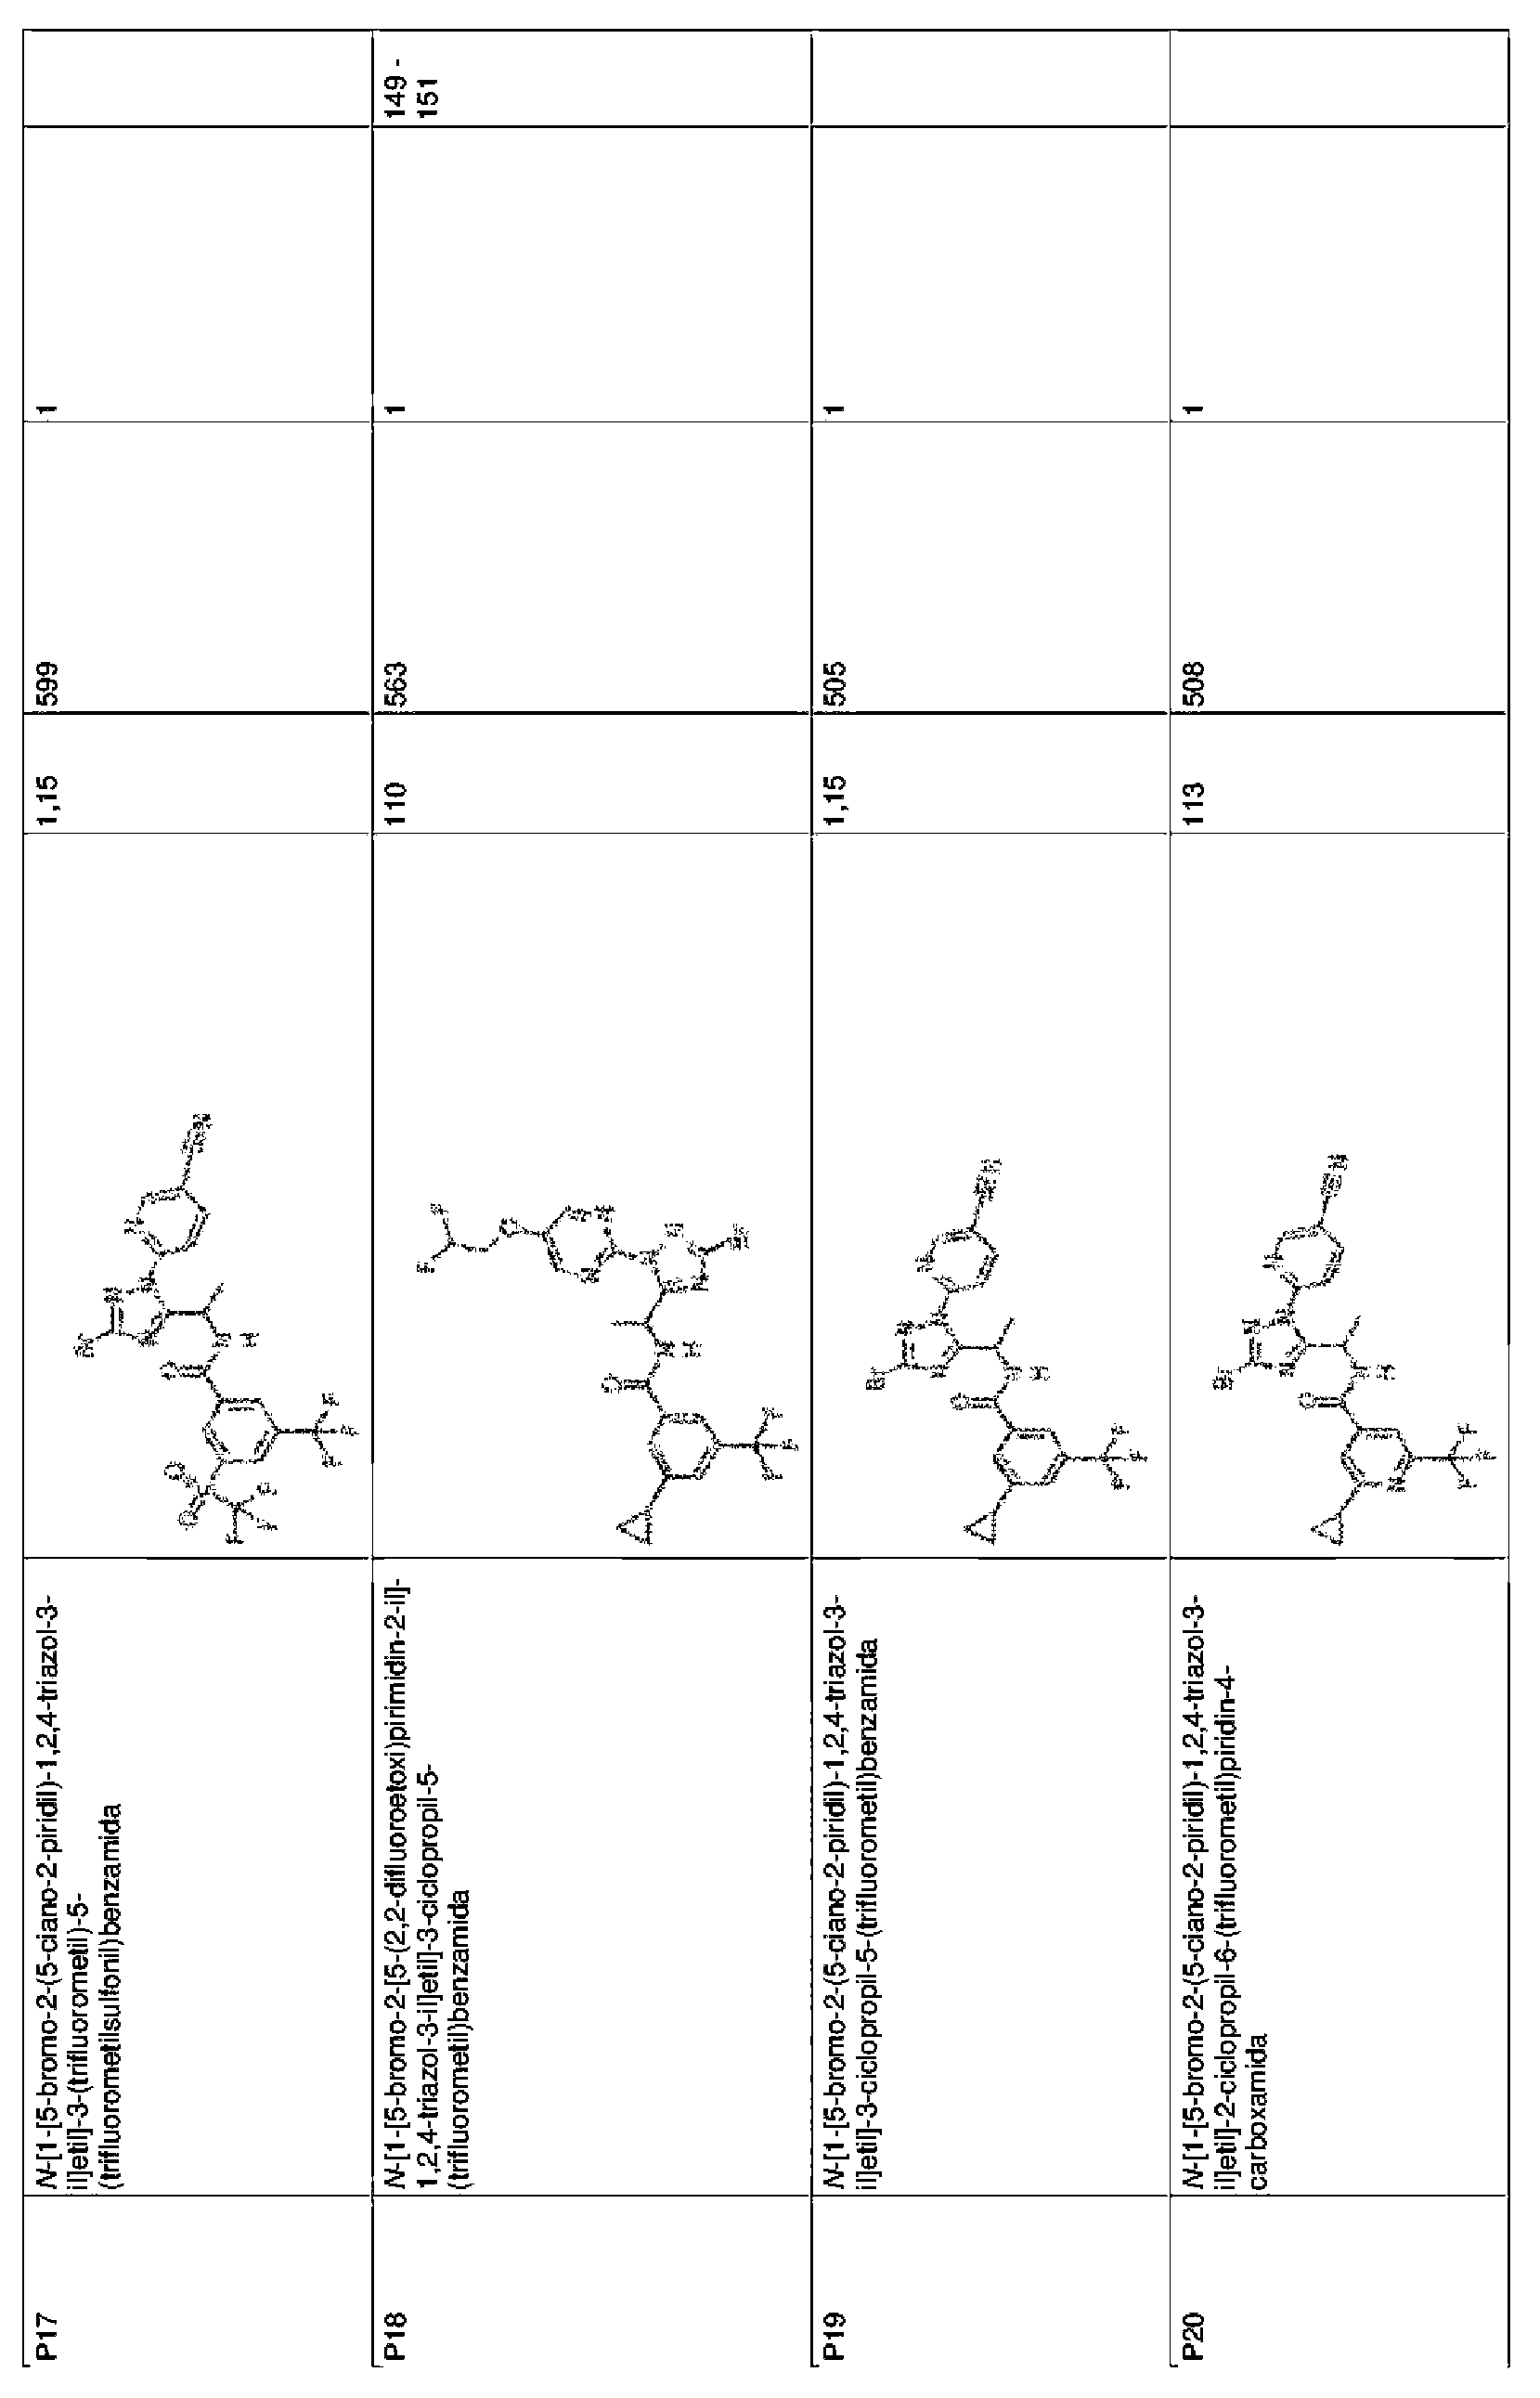 P17
N-[1-[5-bromo-2-(5-ciano-2-piridil)-1,2,4-triazol-3-
il]etil]-3-(trifluorometil)-5-
(trifluorometilsulfonil)benzamida
1,15
599
1
P18
N-[1-[5-bromo-2-[5-(2,2-difluoroetoxi)pirimidin-2-il]-
1,2,4-triazol-3-il]etil]-3-ciclopropil-5-
(trifluorometil)benzamida
110
563
1
149 -
151
P19
N-[1-[5-bromo-2-(5-ciano-2-piridil)-1,2,4-triazol-3-
il]etil]-3-ciclopropil-5-(trifluorometil)benzamida
1,15
505
1
P20
N-[1-[5-bromo-2-(5-ciano-2-piridil)-1,2,4-triazol-3-
il]etil]-2-ciclopropil-6-(trifluorometil)piridin-4-
carboxamida
113
508
1